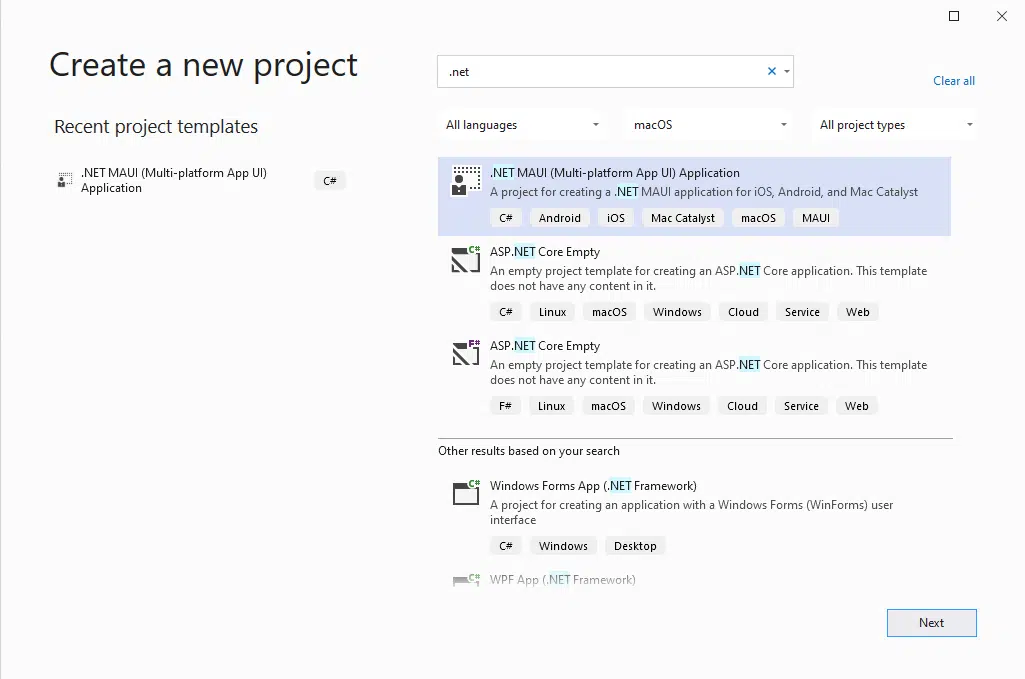 Create a new project
Recent project templates
.NET MAUI (Multi-platform App UI)
Application
C#
.net
Clear all
All languages
macOS
All project types
.NET MAUI (Multi-platform App UI) Application
A project for creating a .NET MAUI application for iOS, Android, and Mac Catalyst
C# Android iOS Mac Catalyst macOS MAUI
C#
ASP.NET Core Empty
An empty project template for creating an ASP.NET Core application. This template
does not have any content in it.
C# Linux macOS Windows Cloud Service Web
F#
ASP.NET Core Empty
An empty project template for creating an ASP.NET Core application. This template
does not have any content in it.
F# Linux macOS Windows Cloud Service Web
Other results based on your search
C#
Windows Forms App (.NET Framework)
A project for creating an application with a Windows Forms (WinForms) user
interface
C# Windows Desktop
C#
WPF App (.NET Framework)
Next